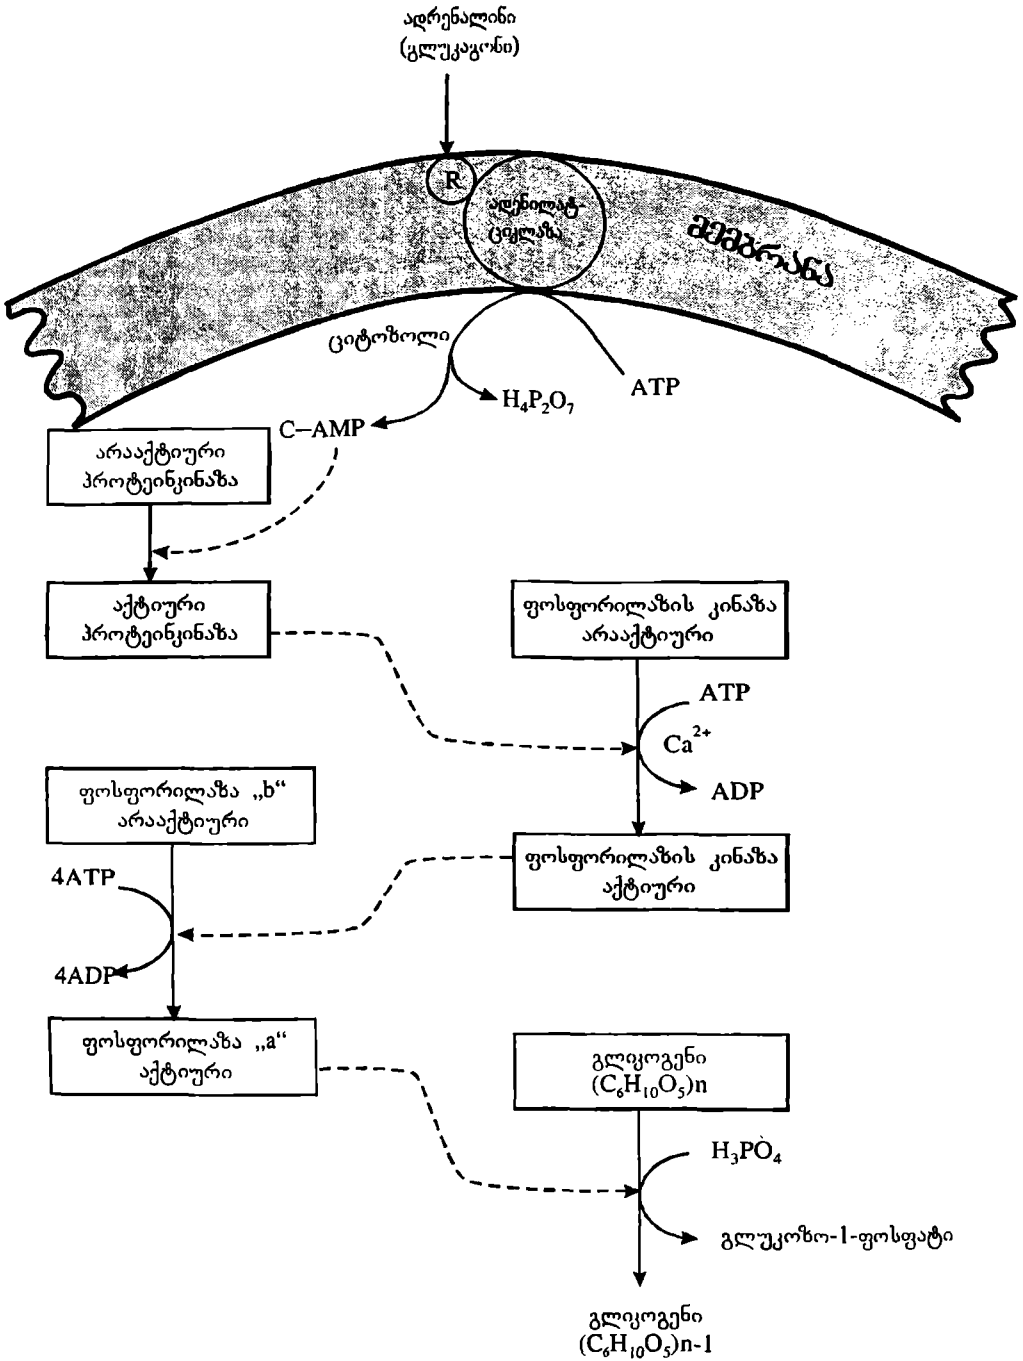 ადრენალინი
(გლუკაგონი)
R
ადენილატ-
ციკლაზა
მემბრანა
ციტოზოლი
H₄P₂O₇
ATP
C–AMP
არააქტიური
პროტეინკინაზა
აქტიური
პროტეინკინაზა
ფოსფორილაზის კინაზა
არააქტიური
ATP
Ca²⁺
ADP
ფოსფორილაზა „b“
არააქტიური
ფოსფორილაზის კინაზა
აქტიური
4ATP
4ADP
ფოსფორილაზა „a“
აქტიური
გლიკოგენი
(C₆H₁₀O₅)n
H₃PO₄
გლუკოზო-1-ფოსფატი
გლიკოგენი
(C₆H₁₀O₅)n-1